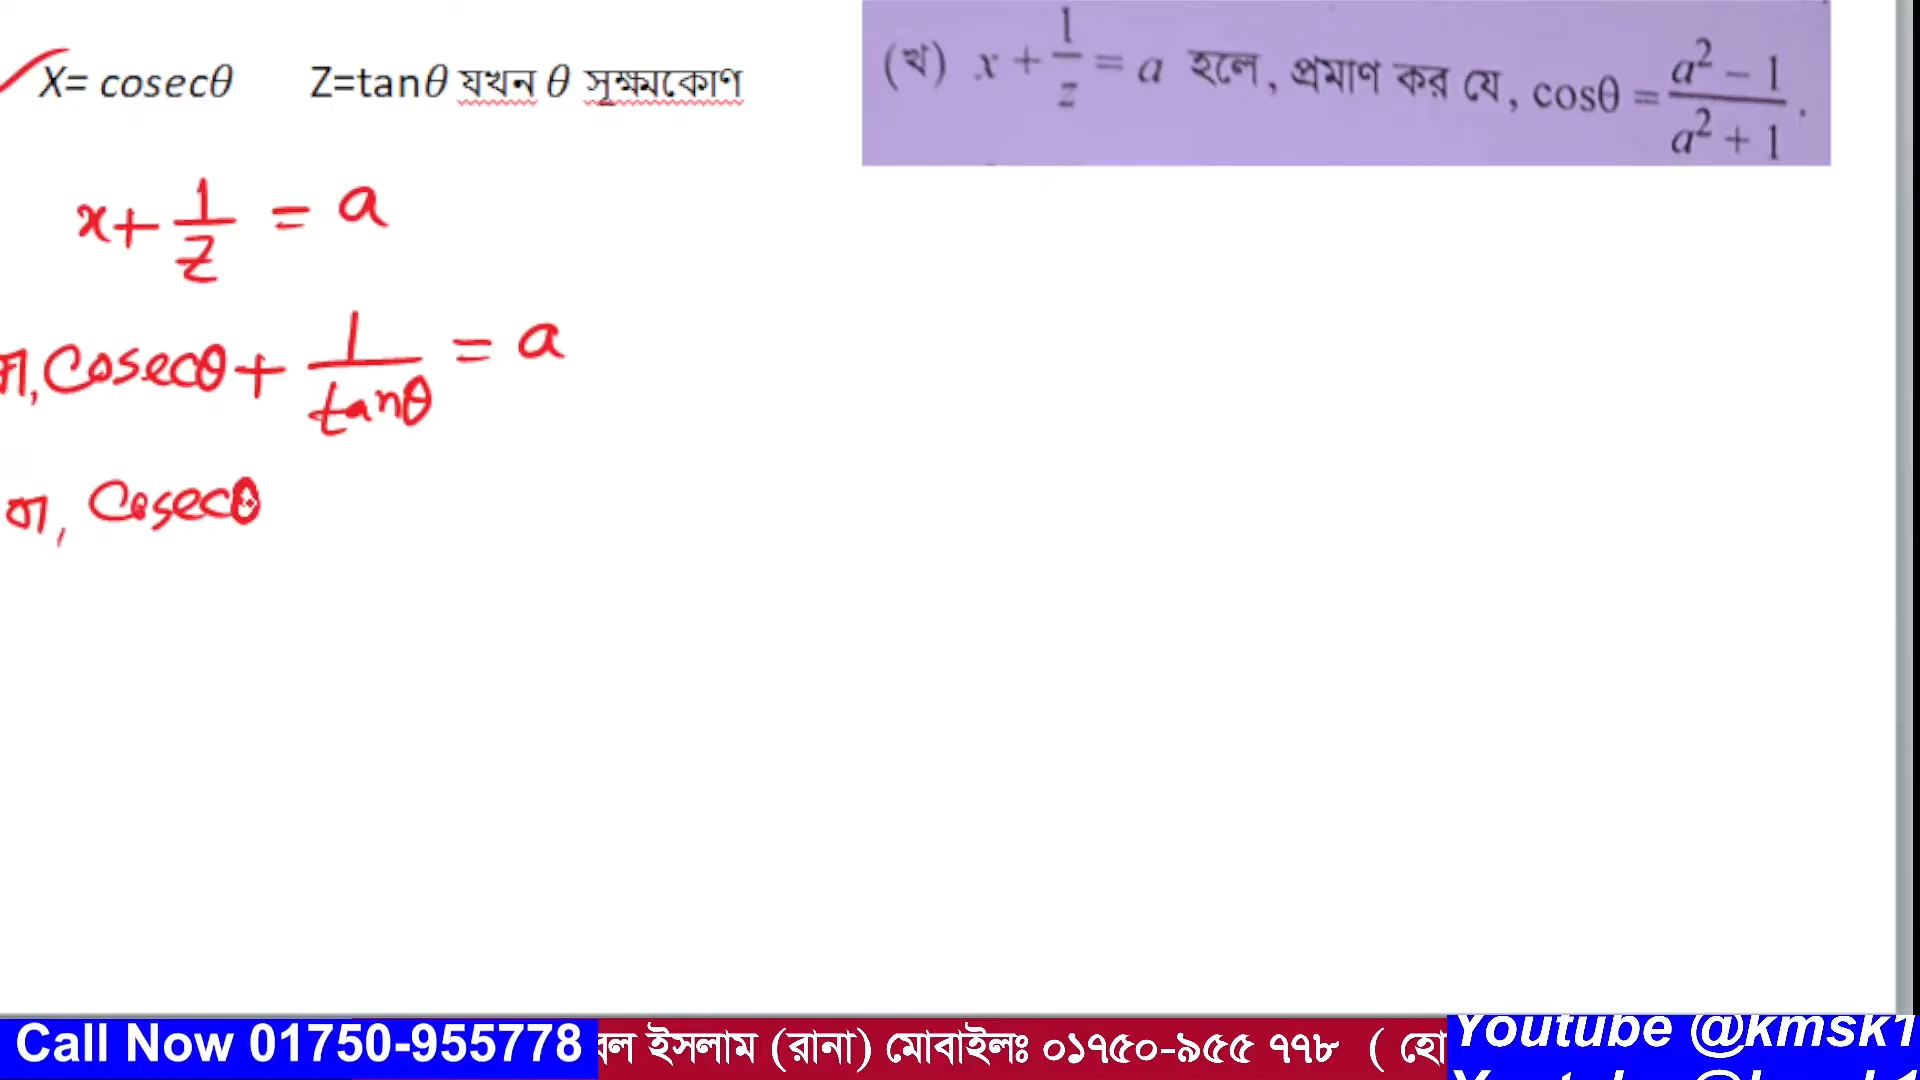 X= cosecθ Z=tanθ যখন θ সূক্ষ্মকোণ
(খ) x + 1/z = a হলে, প্রমাণ কর যে, cosθ = a² − 1 / a² + 1 .
x + 1/z = a
বা, Cosecθ + 1/tanθ = a
বা, Cosecθ
Call Now 01750-955778
ইসলাম (রানা) মোবাইলঃ ০১৭৫০-৯৫৫ ৭৭৮ ( হো
Youtube @kmsk1